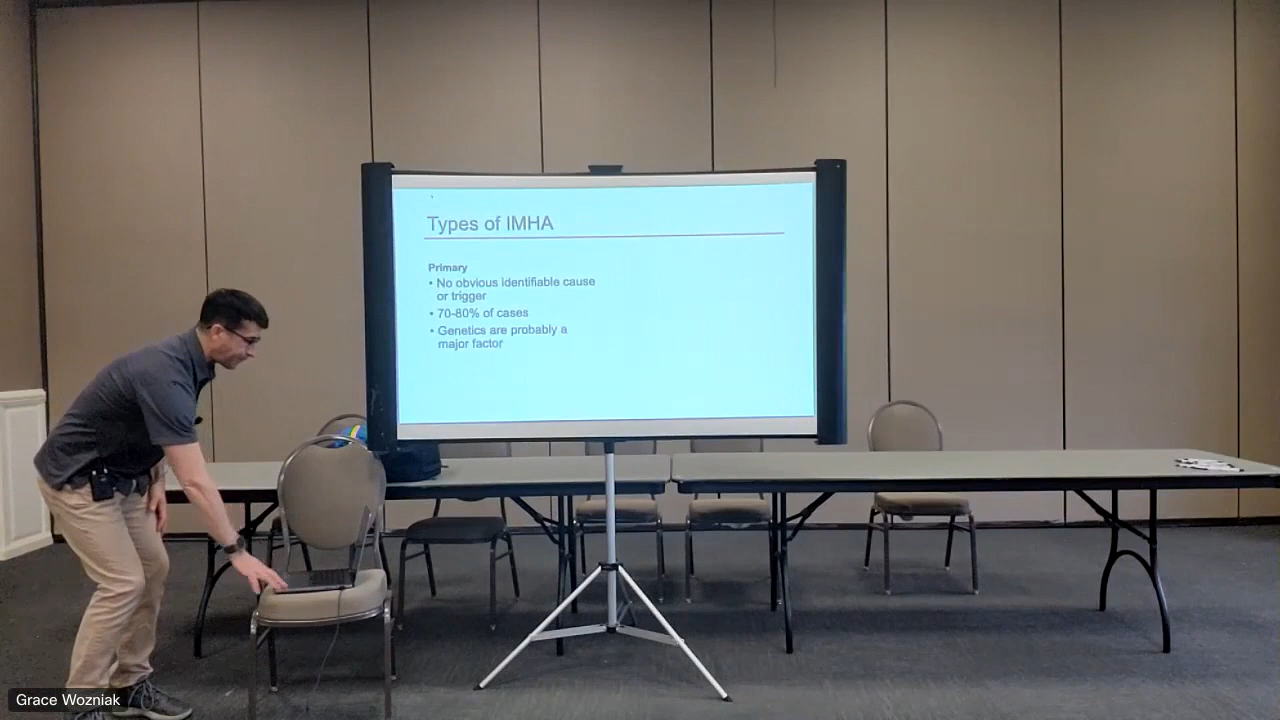 Types of IMHA
Primary
• No obvious identifiable cause
or trigger
• 70-80% of cases
• Genetics are probably a
major factor
Grace Wozniak